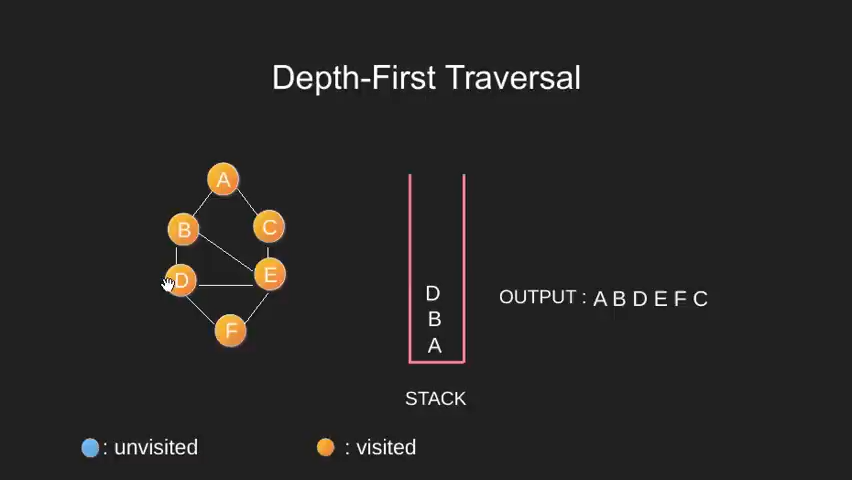 Depth-First Traversal
A
B
C
D
E
F
D
B
A
STACK
OUTPUT : A B D E F C
: unvisited
: visited